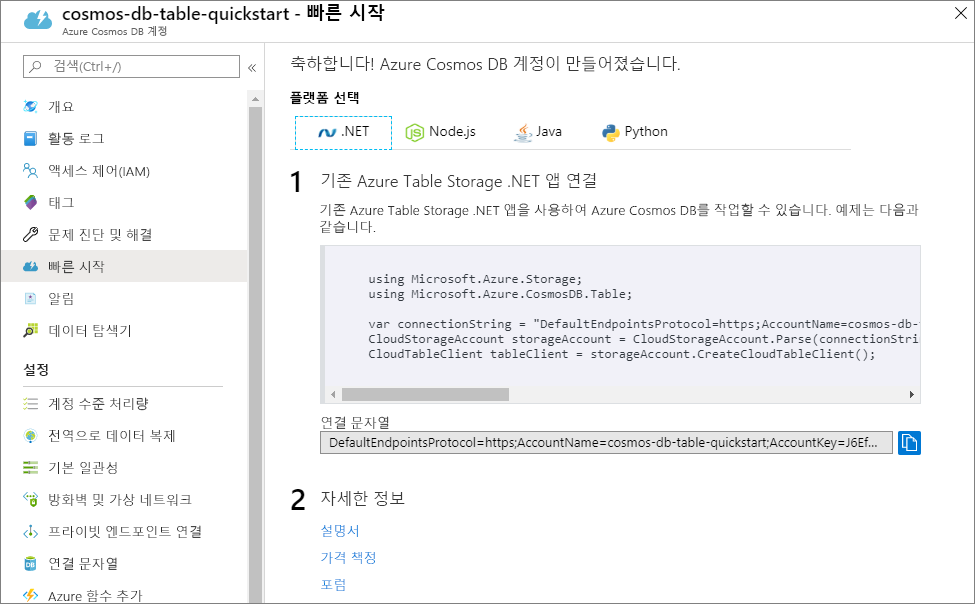 cosmos-db-table-quickstart - 빠른 시작
Azure Cosmos DB 계정
검색(Ctrl+/)
개요
활동 로그
액세스 제어(IAM)
태그
문제 진단 및 해결
빠른 시작
알림
데이터 탐색기
설정
계정 수준 처리량
전역으로 데이터 복제
기본 일관성
방화벽 및 가상 네트워크
프라이빗 엔드포인트 연결
연결 문자열
Azure 함수 추가
축하합니다! Azure Cosmos DB 계정이 만들어졌습니다.
플랫폼 선택
.NET Node.js Java Python
1 기존 Azure Table Storage .NET 앱 연결
기존 Azure Table Storage .NET 앱을 사용하여 Azure Cosmos DB를 작업할 수 있습니다. 예제는 다음과
같습니다.
using Microsoft.Azure.Storage;
using Microsoft.Azure.CosmosDB.Table;
var connectionString = "DefaultEndpointsProtocol=https;AccountName=cosmos-db-
CloudStorageAccount storageAccount = CloudStorageAccount.Parse(connectionStri
CloudTableClient tableClient = storageAccount.CreateCloudTableClient();
연결 문자열
DefaultEndpointsProtocol=https;AccountName=cosmos-db-table-quickstart;AccountKey=J6Ef...
2 자세한 정보
설명서
가격 책정
포럼